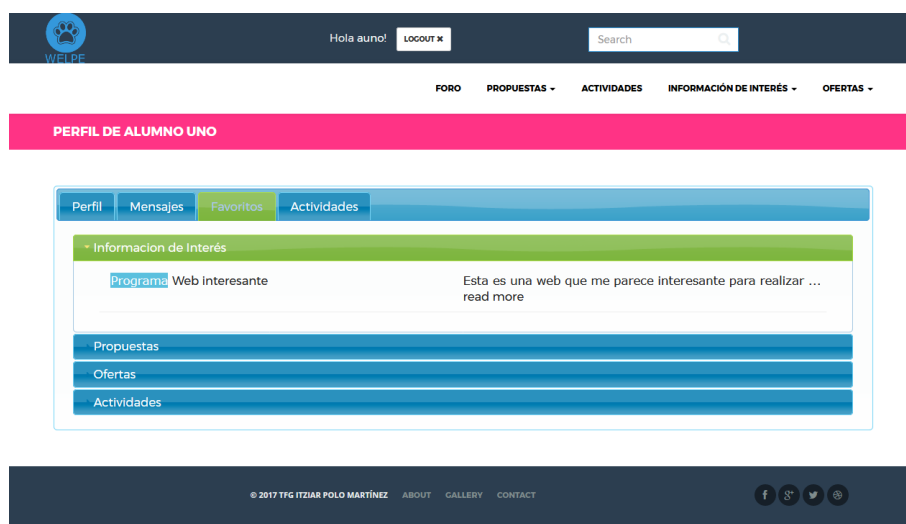 WELPE
Hola auno!
LOGOUT ✖
Search
FORO
PROPUESTAS
ACTIVIDADES
INFORMACIÓN DE INTERÉS
OFERTAS
PERFIL DE ALUMNO UNO
Perfil
Mensajes
Favoritos
Actividades
Informacion de Interés
Programa Web interesante
Esta es una web que me parece interesante para realizar ...
read more
Propuestas
Ofertas
Actividades
© 2017 TFG ITZIAR POLO MARTÍNEZ
ABOUT
GALLERY
CONTACT